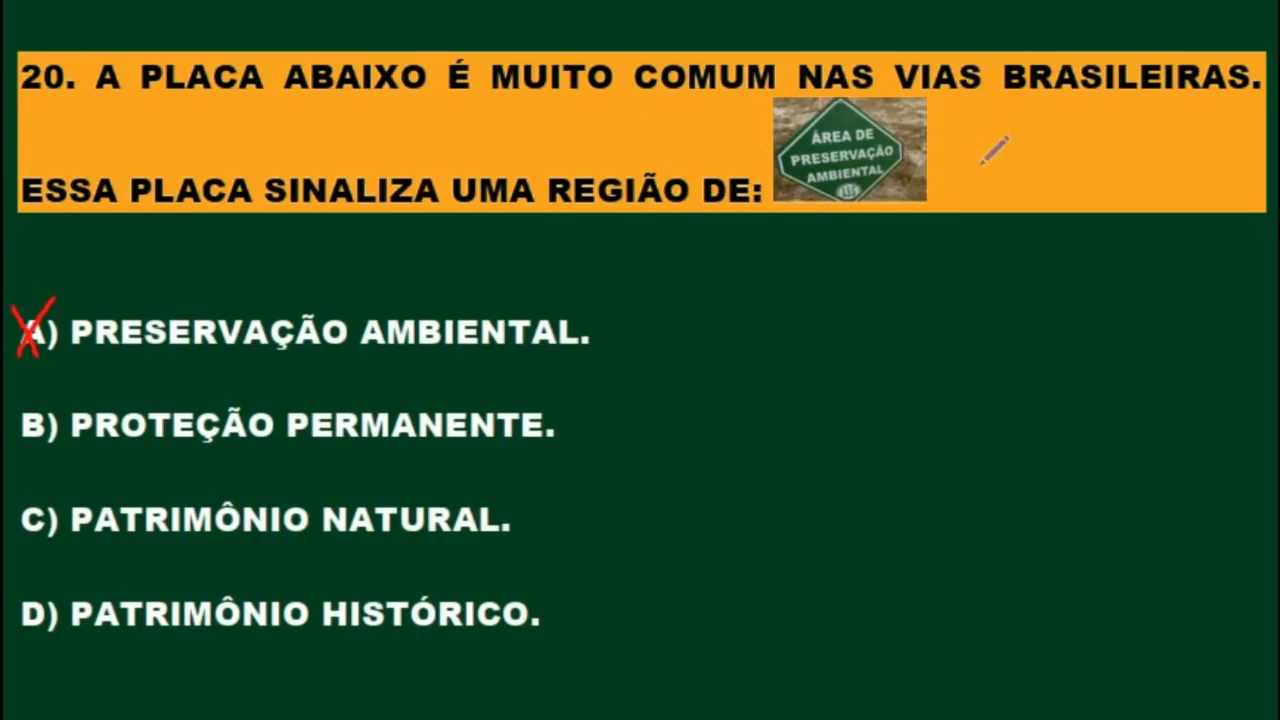 20. A PLACA ABAIXO É MUITO COMUM NAS VIAS BRASILEIRAS.
ÁREA DE
PRESERVAÇÃO
AMBIENTAL
ESSA PLACA SINALIZA UMA REGIÃO DE:
A) PRESERVAÇÃO AMBIENTAL.
B) PROTEÇÃO PERMANENTE.
C) PATRIMÔNIO NATURAL.
D) PATRIMÔNIO HISTÓRICO.